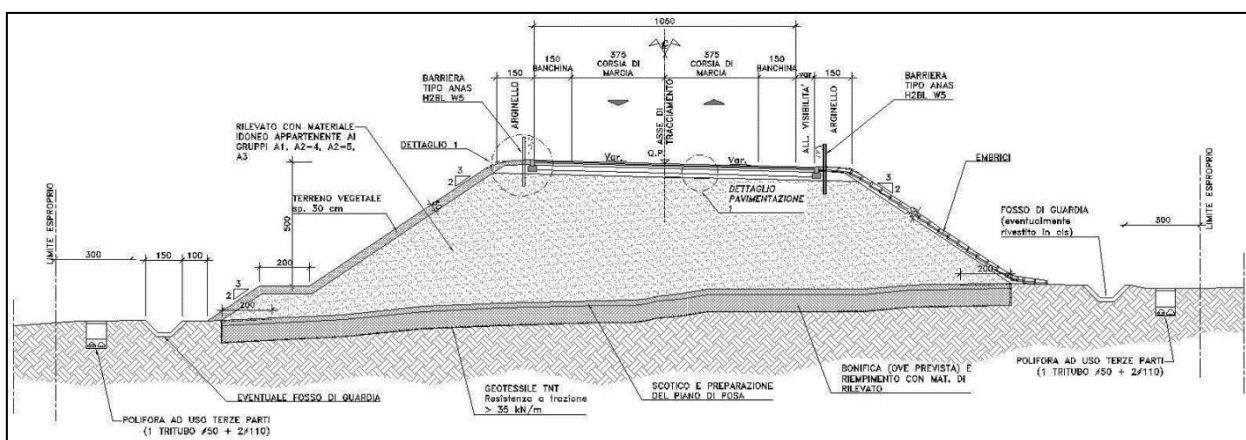 1050
150
BANCHINA
375
CORSIA DI
MARCIA
375
CORSIA DI
MARCIA
150
BANCHINA
150
var.
150
BARRIERA
TIPO ANAS
H2BL W5
ARGINELLO
ASSE DI
TRACCIAMENTO
ALL. VISIBILITA'
ARGINELLO
BARRIERA
TIPO ANAS
H2BL W5
RILEVATO CON MATERIALE
IDONEO APPARTENENTE AI
GRUPPI A1, A2-4, A2-5,
A3
DETTAGLIO 1
Var.
Q.P.
Var.
EMBRICI
3
2
3
2
DETTAGLIO
PAVIMENTAZIONE
1
TERRENO VEGETALE
sp. 30 cm
500
FOSSO DI GUARDIA
(eventualmente
rivestito in cls)
LIMITE ESPROPRIO
LIMITE ESPROPRIO
300
300
150
100
200
3
2
200
200
POLIFORA AD USO TERZE PARTI
(1 TRITUBO ø50 + 2ø110)
BONIFICA (OVE PREVISTA) E
RIEMPIMENTO CON MAT. DI
RILEVATO
SCOTICO E PREPARAZIONE
DEL PIANO DI POSA
GEOTESSILE TNT
Resistenza a trazione
> 35 kN/m
EVENTUALE FOSSO DI GUARDIA
POLIFORA AD USO TERZE PARTI
(1 TRITUBO ø50 + 2ø110)